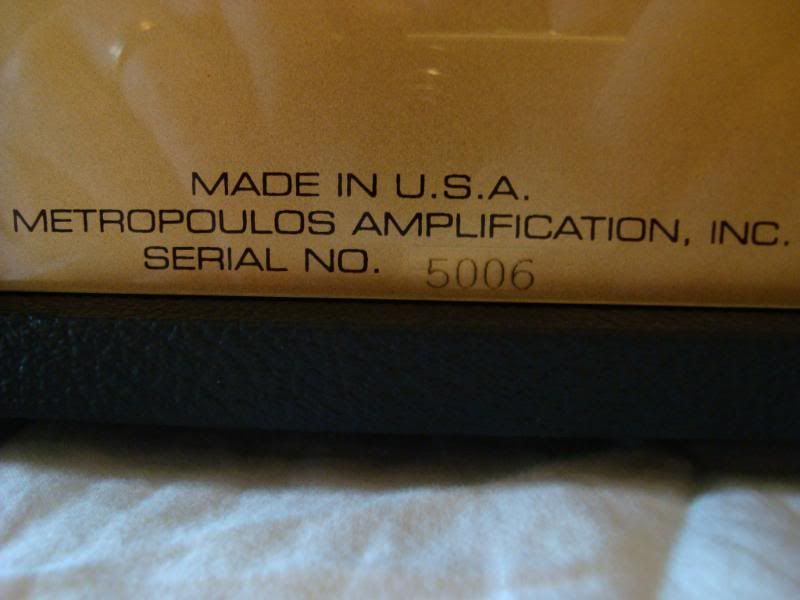 MADE IN U.S.A.
METROPOULOS AMPLIFICATION, INC.
SERIAL NO. 5006